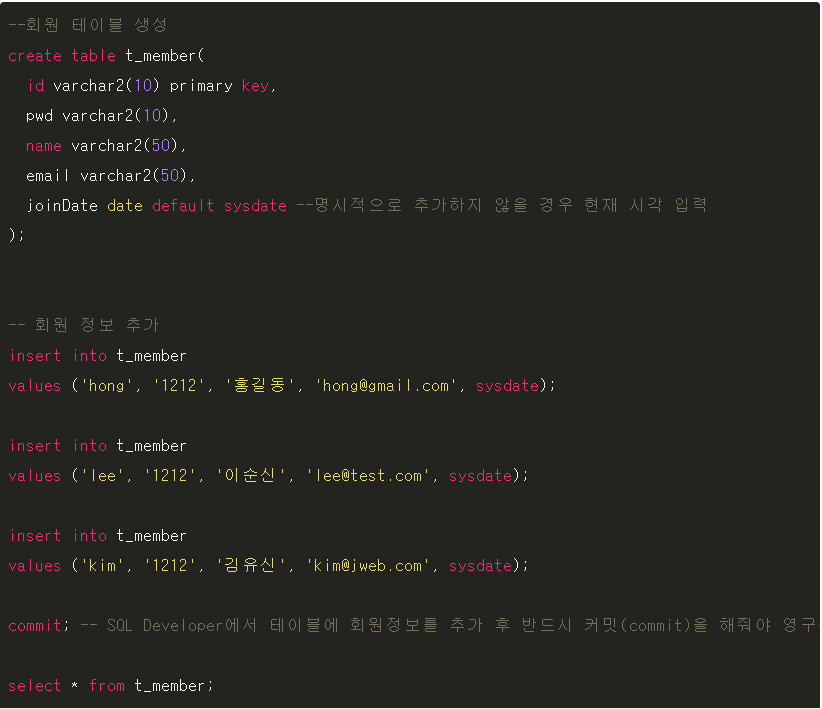 --회원 테이블 생성
create table t_member(
id varchar2(10) primary key,
pwd varchar2(10),
name varchar2(50),
email varchar2(50),
joinDate date default sysdate --명시적으로 추가하지 않을 경우 현재 시각 입력
);
-- 회원 정보 추가
insert into t_member
values ('hong', '1212', '홍길동', 'hong@gmail.com', sysdate);
insert into t_member
values ('lee', '1212', '이순신', 'lee@test.com', sysdate);
insert into t_member
values ('kim', '1212', '김유신', 'kim@jweb.com', sysdate);
commit; -- SQL Developer에서 테이블에 회원정보를 추가 후 반드시 커밋(commit)을 해줘야 영구
select * from t_member;